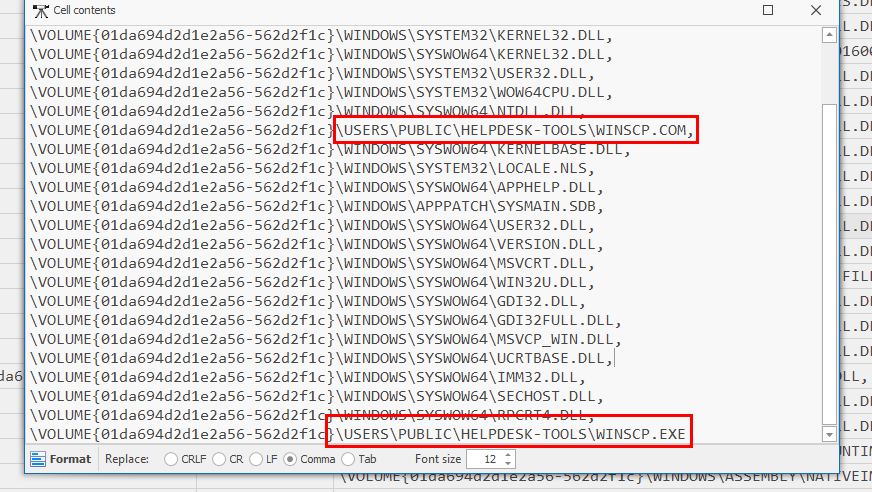 Cell contents
\VOLUME{01da694d2d1e2a56-562d2f1c}\WINDOWS\SYSTEM32\KERNEL32.DLL,
\VOLUME{01da694d2d1e2a56-562d2f1c}\WINDOWS\SYSWOW64\KERNEL32.DLL,
\VOLUME{01da694d2d1e2a56-562d2f1c}\WINDOWS\SYSTEM32\USER32.DLL,
\VOLUME{01da694d2d1e2a56-562d2f1c}\WINDOWS\SYSTEM32\WOW64CPU.DLL,
\VOLUME{01da694d2d1e2a56-562d2f1c}\WINDOWS\SYSWOW64\NTDLL.DLL,
\VOLUME{01da694d2d1e2a56-562d2f1c}\USERS\PUBLIC\HELPDESK-TOOLS\WINSCP.COM,
\VOLUME{01da694d2d1e2a56-562d2f1c}\WINDOWS\SYSWOW64\KERNELBASE.DLL,
\VOLUME{01da694d2d1e2a56-562d2f1c}\WINDOWS\SYSTEM32\LOCALE.NLS,
\VOLUME{01da694d2d1e2a56-562d2f1c}\WINDOWS\SYSWOW64\APPHELP.DLL,
\VOLUME{01da694d2d1e2a56-562d2f1c}\WINDOWS\APPPATCH\SYSMAIN.SDB,
\VOLUME{01da694d2d1e2a56-562d2f1c}\WINDOWS\SYSWOW64\USER32.DLL,
\VOLUME{01da694d2d1e2a56-562d2f1c}\WINDOWS\SYSWOW64\VERSION.DLL,
\VOLUME{01da694d2d1e2a56-562d2f1c}\WINDOWS\SYSWOW64\MSVCRT.DLL,
\VOLUME{01da694d2d1e2a56-562d2f1c}\WINDOWS\SYSWOW64\WIN32U.DLL,
\VOLUME{01da694d2d1e2a56-562d2f1c}\WINDOWS\SYSWOW64\GDI32.DLL,
\VOLUME{01da694d2d1e2a56-562d2f1c}\WINDOWS\SYSWOW64\GDI32FULL.DLL,
\VOLUME{01da694d2d1e2a56-562d2f1c}\WINDOWS\SYSWOW64\MSVCP_WIN.DLL,
\VOLUME{01da694d2d1e2a56-562d2f1c}\WINDOWS\SYSWOW64\UCRTBASE.DLL,
\VOLUME{01da694d2d1e2a56-562d2f1c}\WINDOWS\SYSWOW64\IMM32.DLL,
\VOLUME{01da694d2d1e2a56-562d2f1c}\WINDOWS\SYSWOW64\SECHOST.DLL,
\VOLUME{01da694d2d1e2a56-562d2f1c}\WINDOWS\SYSWOW64\RPCRT4.DLL,
\VOLUME{01da694d2d1e2a56-562d2f1c}\USERS\PUBLIC\HELPDESK-TOOLS\WINSCP.EXE
Format Replace: CRLF CR LF Comma Tab Font size 12